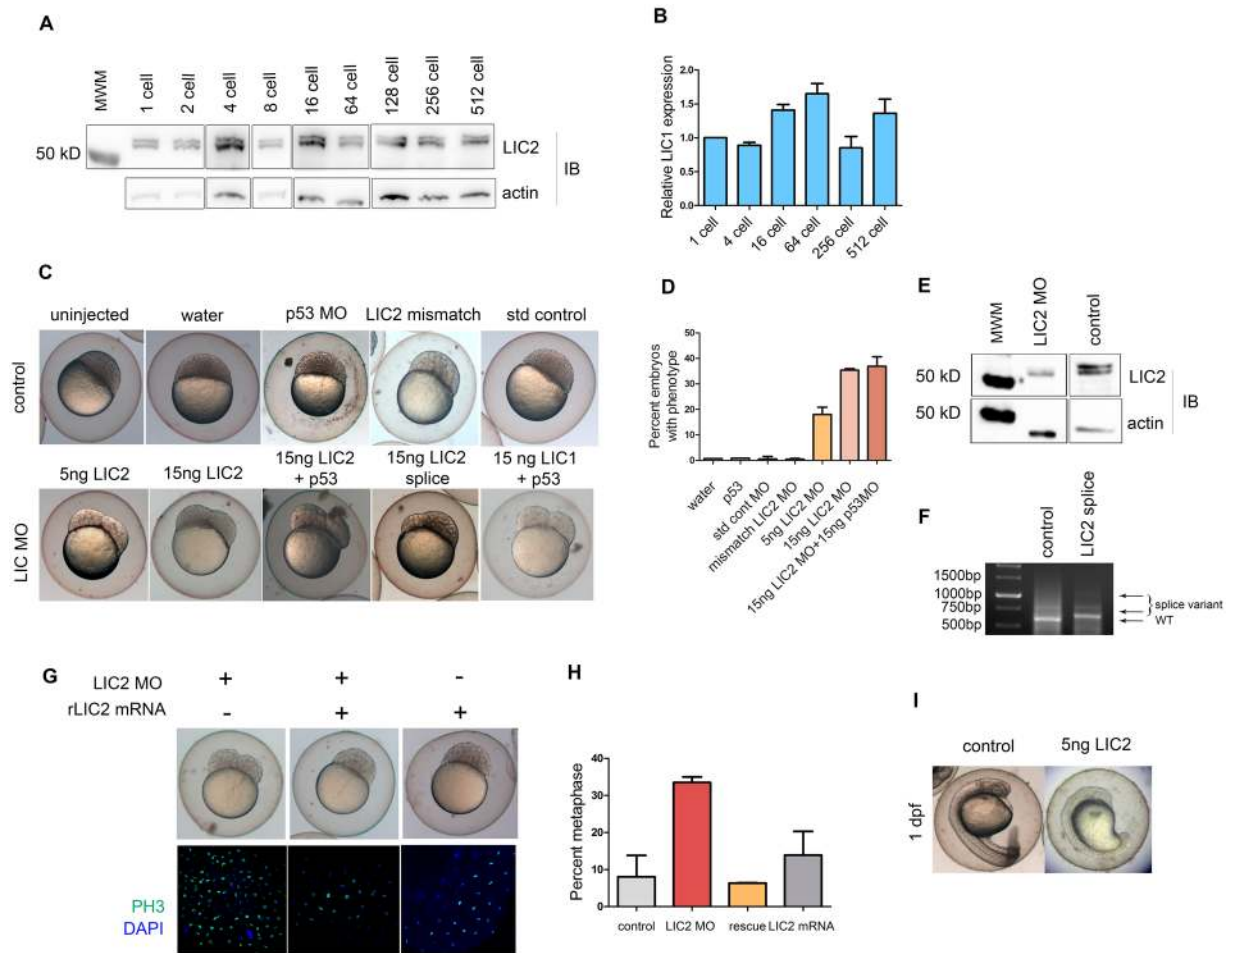 A
MWM
1 cell
2 cell
4 cell
8 cell
16 cell
64 cell
128 cell
256 cell
512 cell
50 kD
LIC2
actin
IB
B
Relative LIC1 expression
2.0
1.5
1.0
0.5
0.0
1 cell
4 cell
16 cell
64 cell
256 cell
512 cell
C
uninjected water p53 MO LIC2 mismatch std control
control
5ng LIC2 15ng LIC2 15ng LIC2 15ng LIC2 15 ng LIC1
+ p53 splice + p53
LIC MO
D
Percent embryos
with phenotype
50
40
30
20
10
0
water
p53
std cont MO
mismatch LIC2 MO
5ng LIC2 MO
15ng LIC2 MO
15ng LIC2 MO+15ng p53MO
E
MWM
LIC2 MO
control
50 kD
LIC2
50 kD
actin
IB
F
control
LIC2 splice
1500bp
1000bp
750bp
500bp
splice variant
WT
G
LIC2 MO + + -
rLIC2 mRNA - + +
PH3
DAPI
H
Percent metaphase
40
30
20
10
0
control LIC2 MO rescue LIC2 mRNA
I
control 5ng LIC2
1 dpf